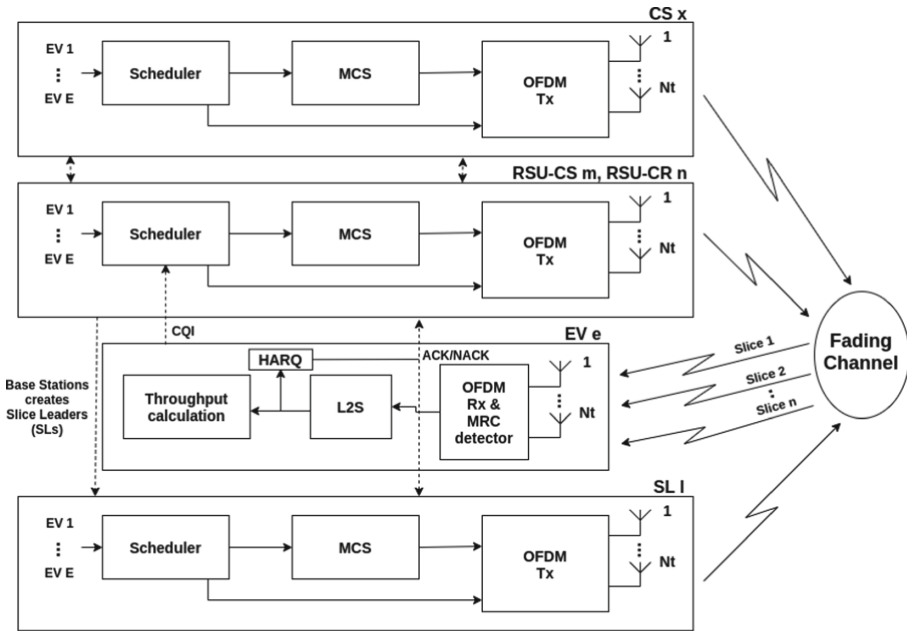 CS x
EV 1
EV E
Scheduler
MCS
OFDM
Tx
1
Nt
RSU-CS m, RSU-CR n
EV 1
EV E
Scheduler
MCS
OFDM
Tx
1
Nt
CQI
EV e
HARQ
ACK/NACK
Throughput
calculation
L2S
OFDM
Rx &
MRC
detector
1
Nt
Base Stations
creates
Slice Leaders
(SLs)
Slice 1
Slice 2
Slice n
Fading
Channel
SL l
EV 1
EV E
Scheduler
MCS
OFDM
Tx
1
Nt